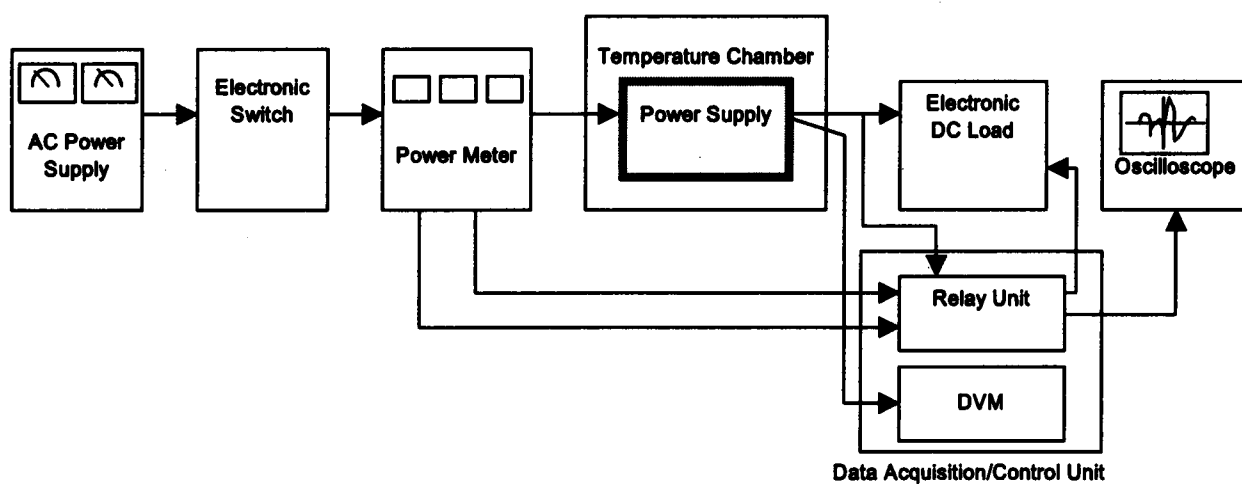 AC Power
Supply
Electronic
Switch
Power Meter
Temperature Chamber
Power Supply
Electronic
DC Load
Oscilloscope
Relay Unit
DVM
Data Acquisition/Control Unit